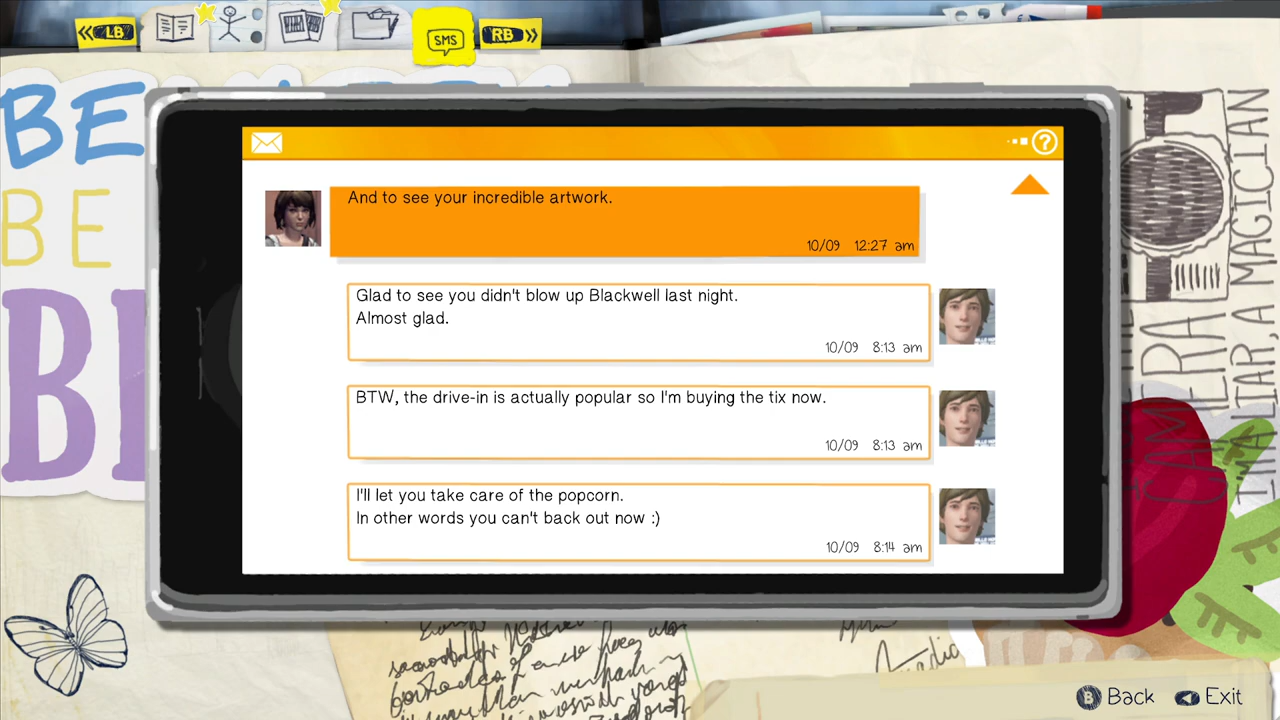 LB
SMS
RB
BE
BE
And to see your incredible artwork.
10/09 12:27 am
Glad to see you didn't blow up Blackwell last night.
Almost glad.
10/09 8:13 am
BTW, the drive-in is actually popular so I'm buying the tix now.
10/09 8:13 am
I'll let you take care of the popcorn.
In other words you can't back out now :)
10/09 8:14 am
CAMERA
I'M A LIAR, A MAGICIAN
B Back
Exit